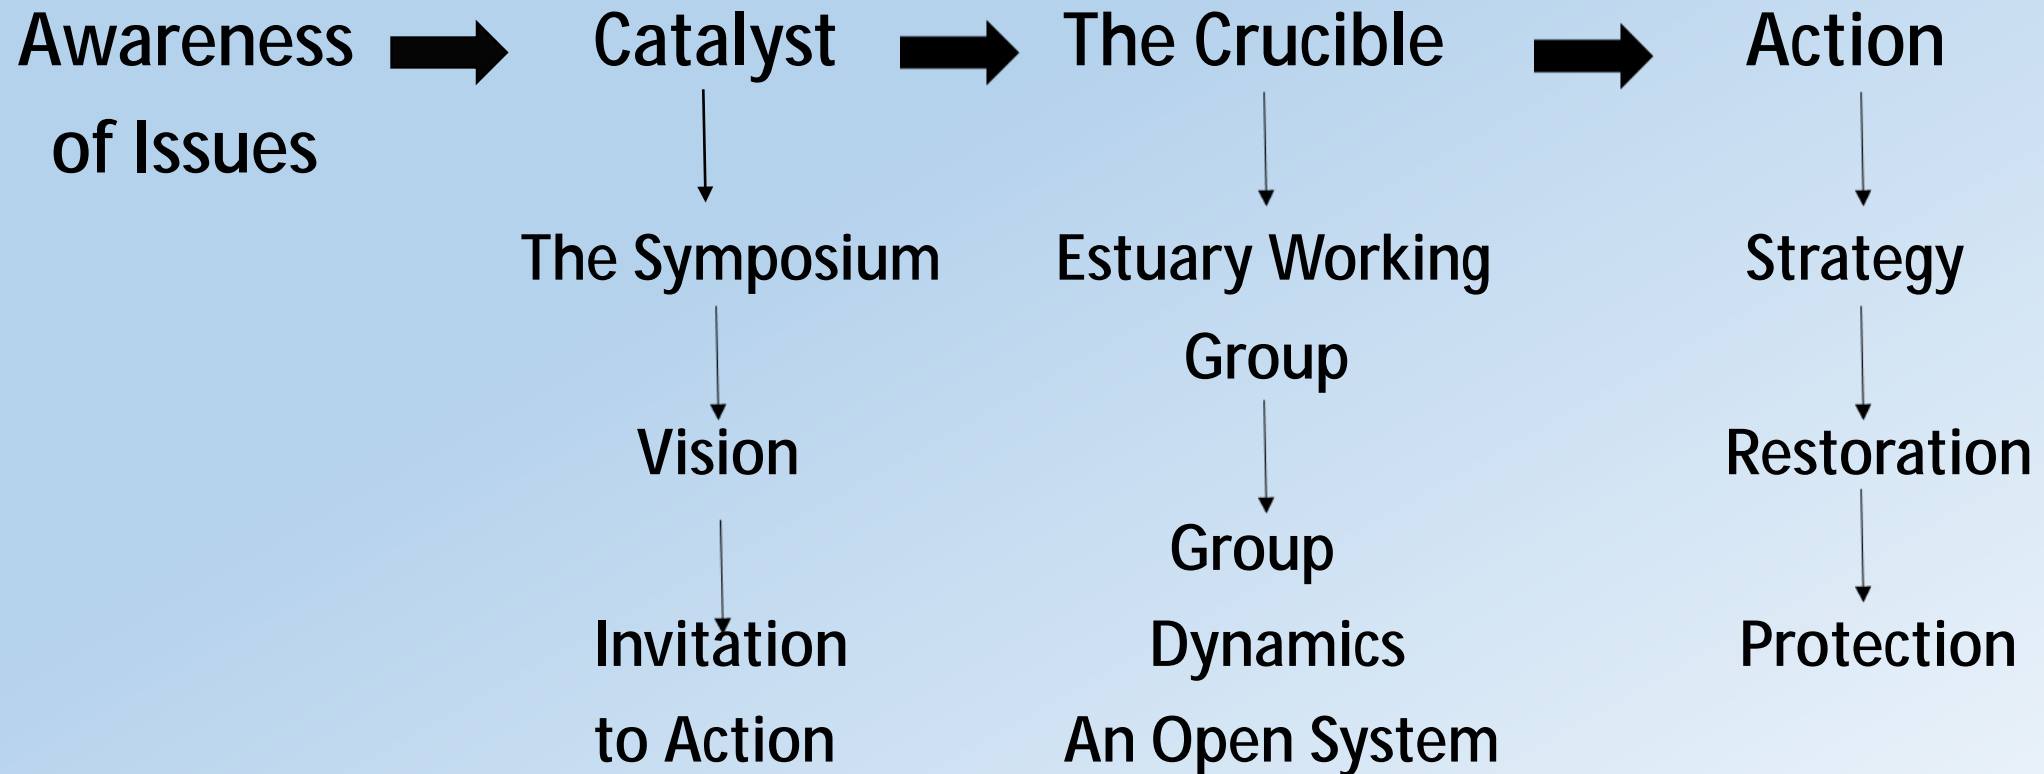 Awareness
of Issues
Catalyst
The Symposium
Vision
Invitation
to Action
The Crucible
Estuary Working
Group
Group
Dynamics
An Open System
Action
Strategy
Restoration
Protection